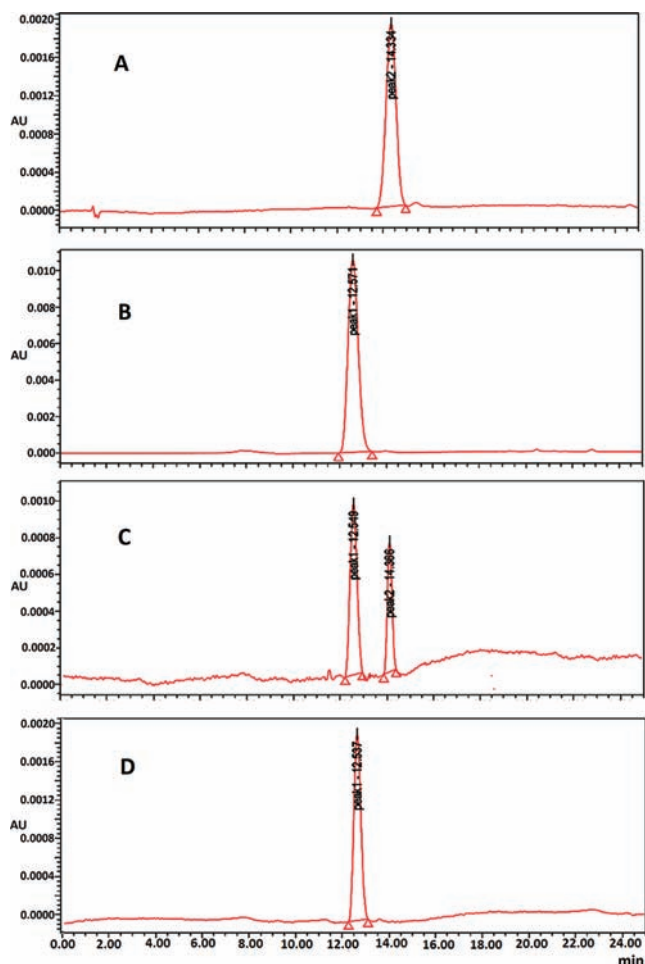 0.0020
0.0016
A
peak2 - 14.334
0.0012
AU
0.0008
0.0004
0.0000
0.010
peak1 - 12.571
0.008
B
0.006
AU
0.004
0.002
0.000
0.0010
peak1 - 12.549
0.0008
C
peak2 - 14.386
0.0006
AU
0.0004
0.0002
0.0000
0.0020
0.0016
D
peak1 - 12.537
0.0012
AU
0.0008
0.0004
0.0000
0.00 2.00 4.00 6.00 8.00 10.00 12.00 14.00 16.00 18.00 20.00 22.00 24.00
min